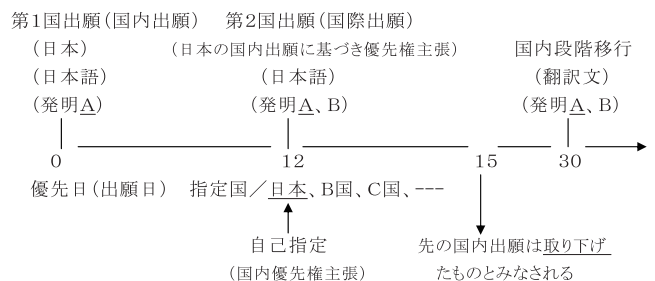 第1国出願(国内出願) 第2国出願(国際出願)
(日本) (日本の国内出願に基づき優先権主張) 国内段階移行
(日本語) (日本語) (翻訳文)
(発明A) (発明A、B) (発明A、B)
0 12 15 30
優先日(出願日) 指定国/日本、B国、C国、---
自己指定 先の国内出願は取り下げ
(国内優先権主張) たものとみなされる